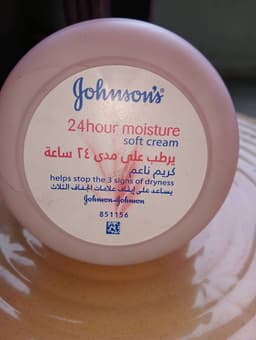 Johnson's
24hour moisture
soft cream
يرطب على مدى ٢٤ ساعة
كريم ناعم
helps stop the 3 signs of dryness
يساعد على إيقاف علامات الجفاف الثلاث
Johnson & Johnson
851156